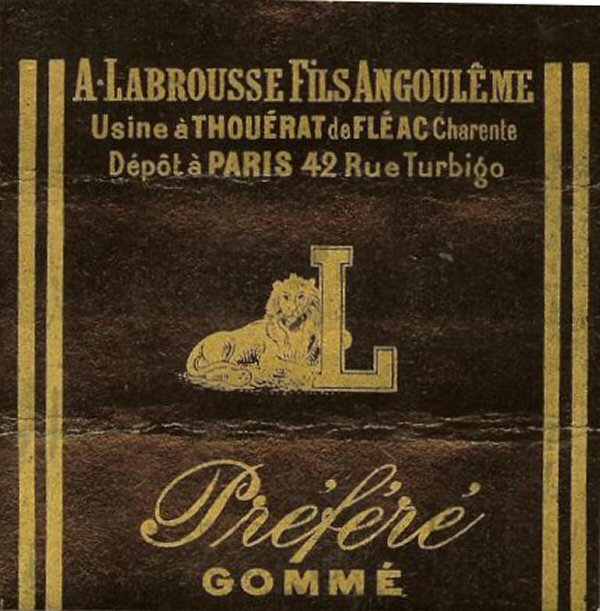 A·LABROUSSE FILS ANGOULÊME
Usine à THOUÉRAT de FLÉAC Charente
Dépôt à PARIS 42 Rue Turbigo
L
Préféré
GOMMÉ